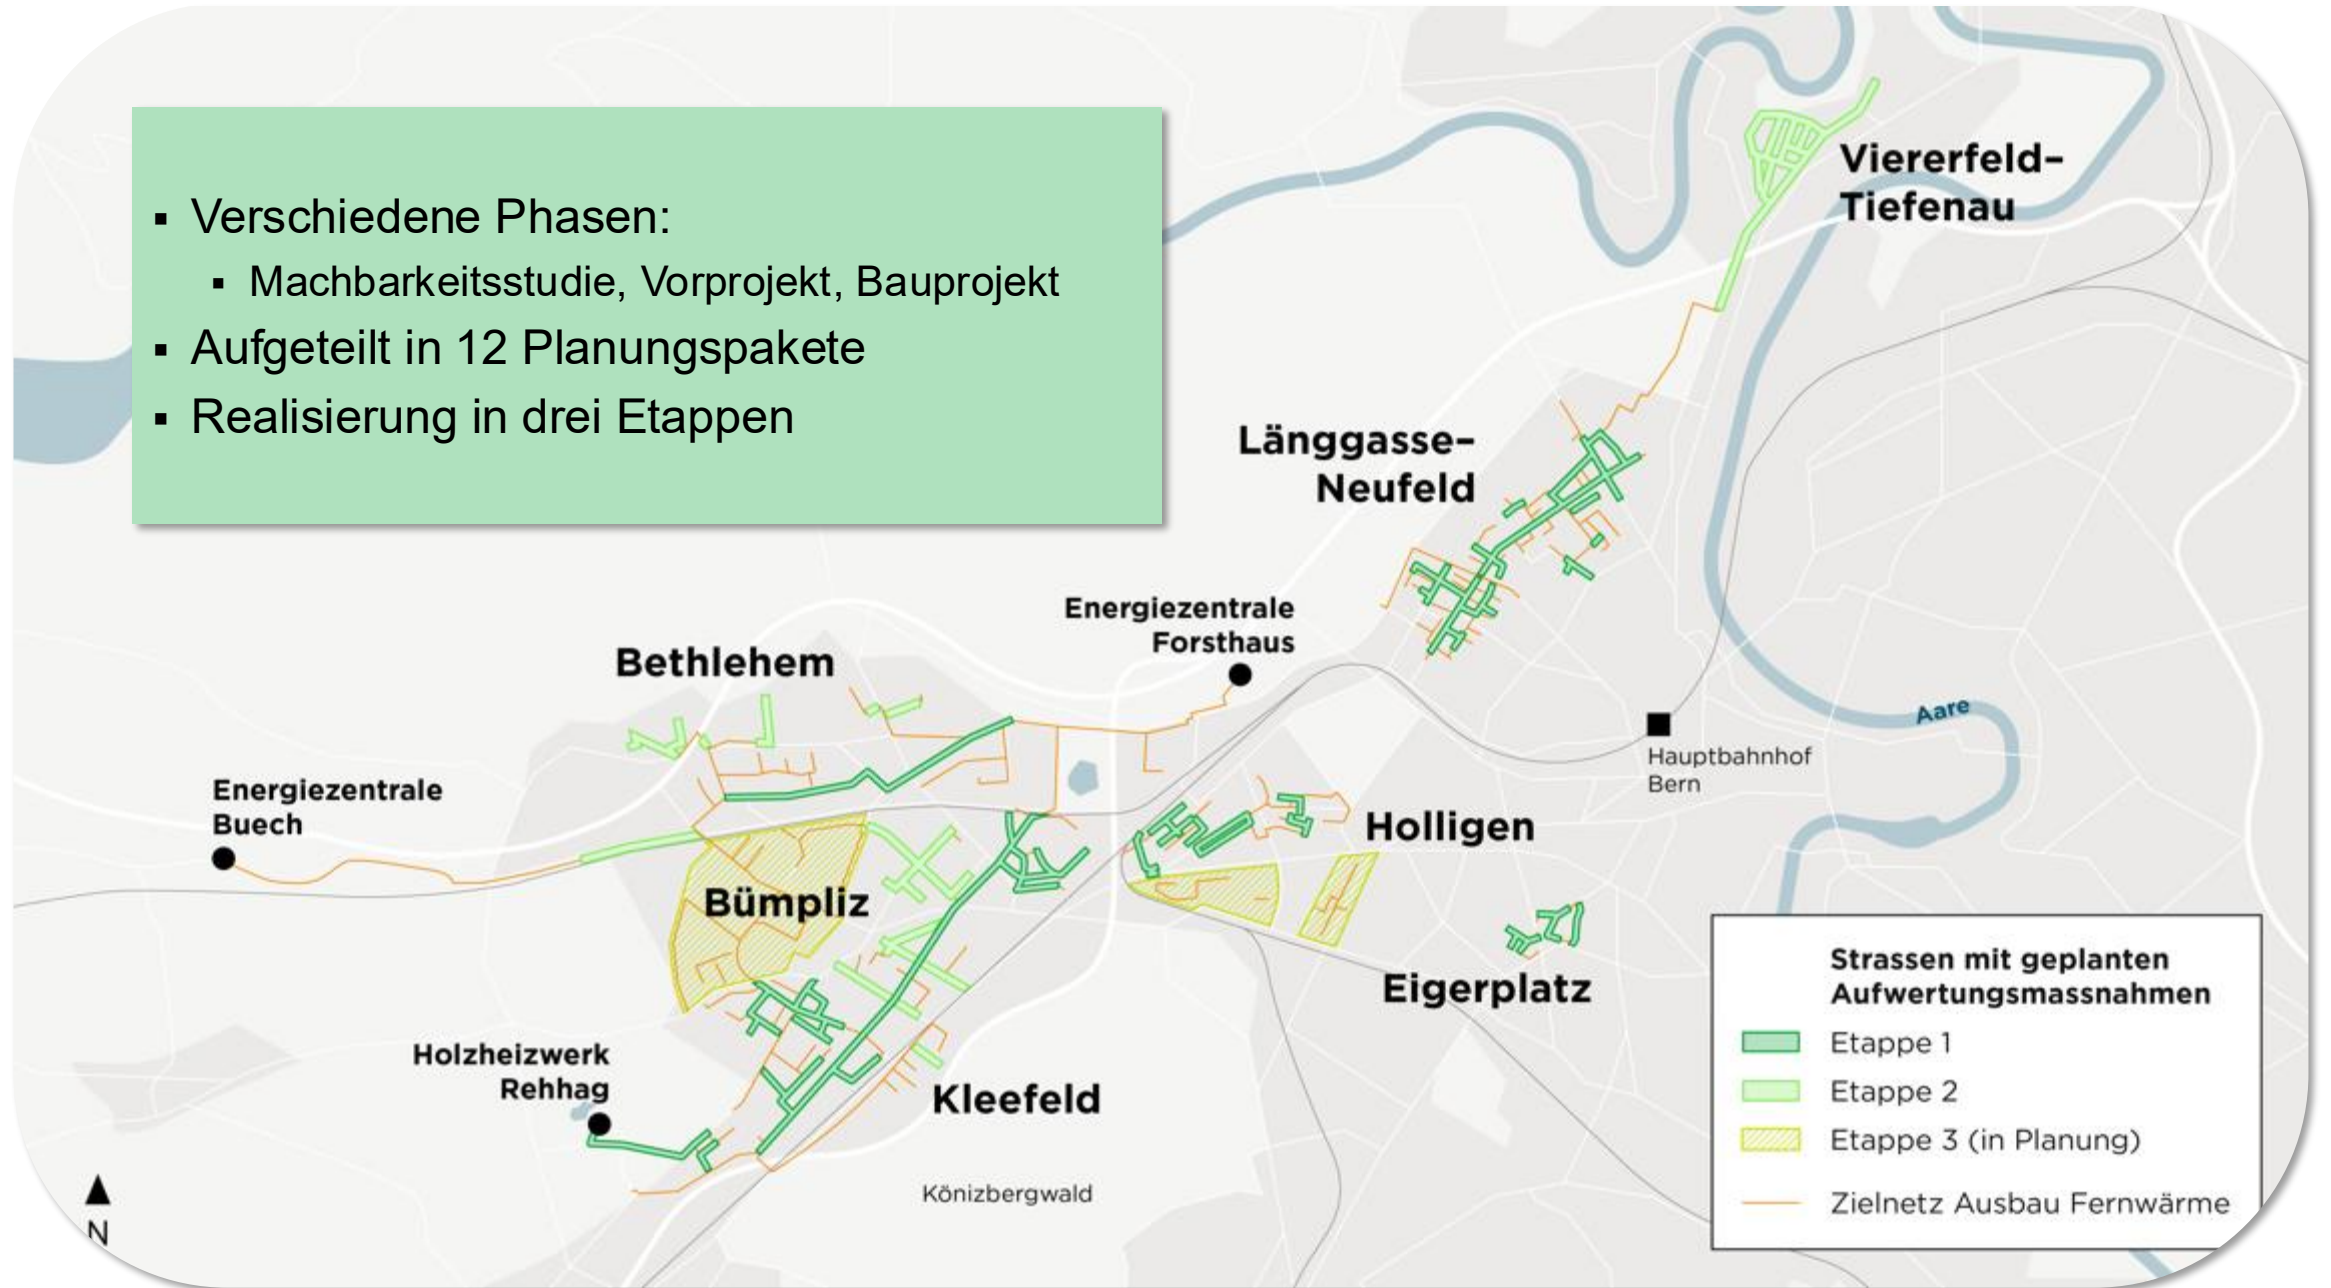 ▪ Verschiedene Phasen:
▪ Machbarkeitsstudie, Vorprojekt, Bauprojekt
▪ Aufgeteilt in 12 Planungspakete
▪ Realisierung in drei Etappen
Viererfeld–
Tiefenau
Länggasse–
Neufeld
Energiezentrale
Forsthaus
Bethlehem
Aare
Hauptbahnhof
Bern
Energiezentrale
Buech
Holligen
Bümpliz
Eigerplatz
Holzheizwerk
Rehhag
Kleefeld
Könizbergwald
N
Strassen mit geplanten
Aufwertungsmassnahmen
Etappe 1
Etappe 2
Etappe 3 (in Planung)
Zielnetz Ausbau Fernwärme